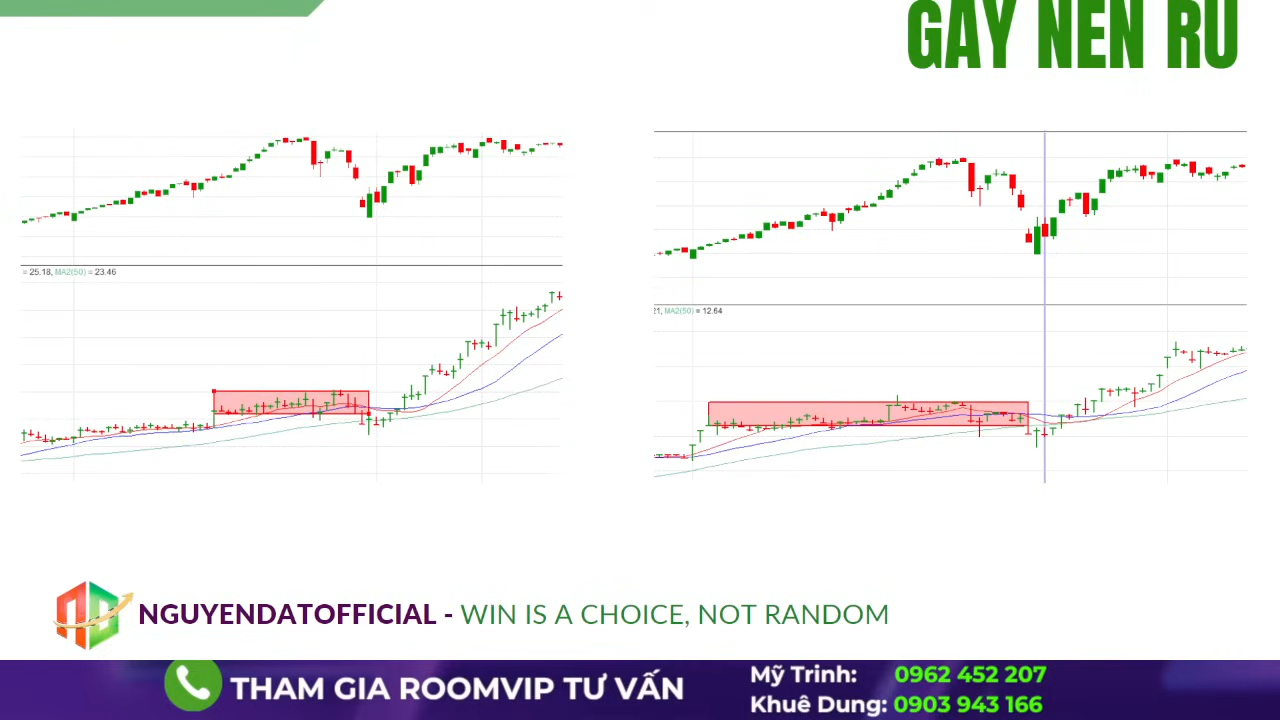 GAY NEN RU
= 25.18, MA2(50) = 23.46
21, MA2(50) = 12.64
NGUYENDATOFFICIAL - WIN IS A CHOICE, NOT RANDOM
THAM GIA ROOMVIP TƯ VẤN
Mỹ Trinh: 0962 452 207
Khuê Dung: 0903 943 166